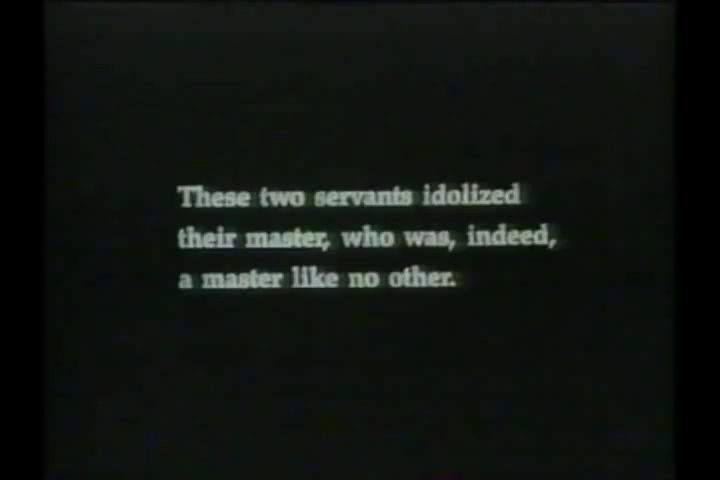 These two servants idolized
their master, who was, indeed,
a master like no other.